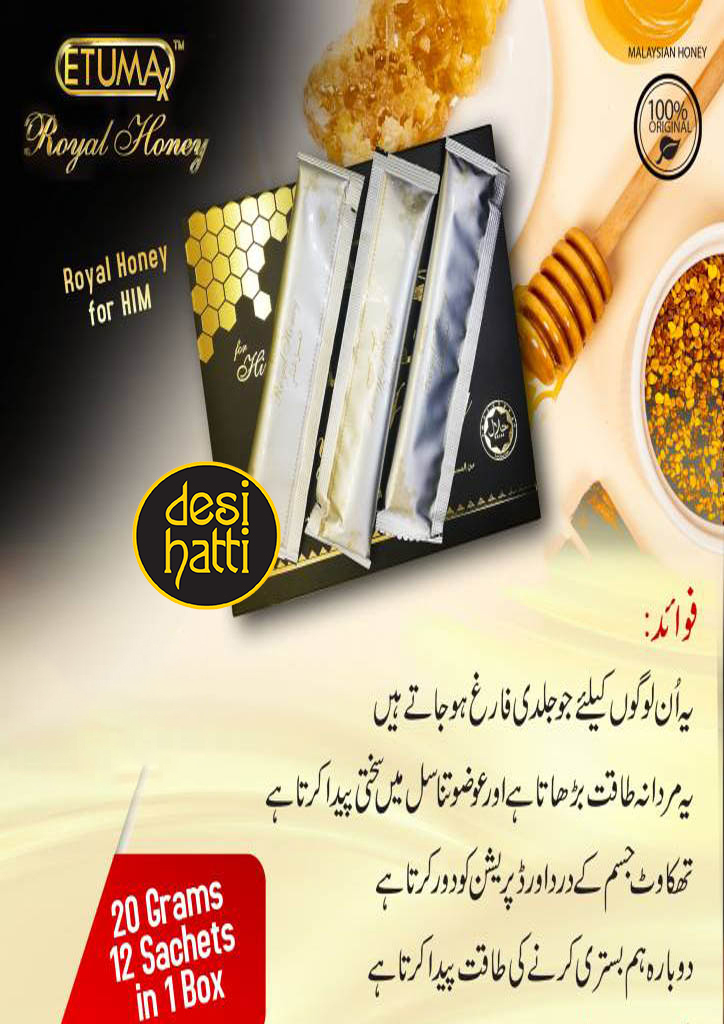 ETUMAX™
Royal Honey
MALAYSIAN HONEY
100%
ORIGINAL
Royal Honey
for HIM
for
حلال
desi
hatti
فوائد:
یہ اُن لوگوں کیلئے جو جلدی فارغ ہو جاتے ہیں
یہ مردانہ طاقت بڑھاتا ہے اور عوضوتناسل میں سختی پیدا کرتا ہے
تھکاوٹ جسم کے درد اور ڈپریشن کو دور کرتا ہے
دوبارہ ہم بستری کرنے کی طاقت پیدا کرتا ہے
20 Grams
12 Sachets
in 1 Box